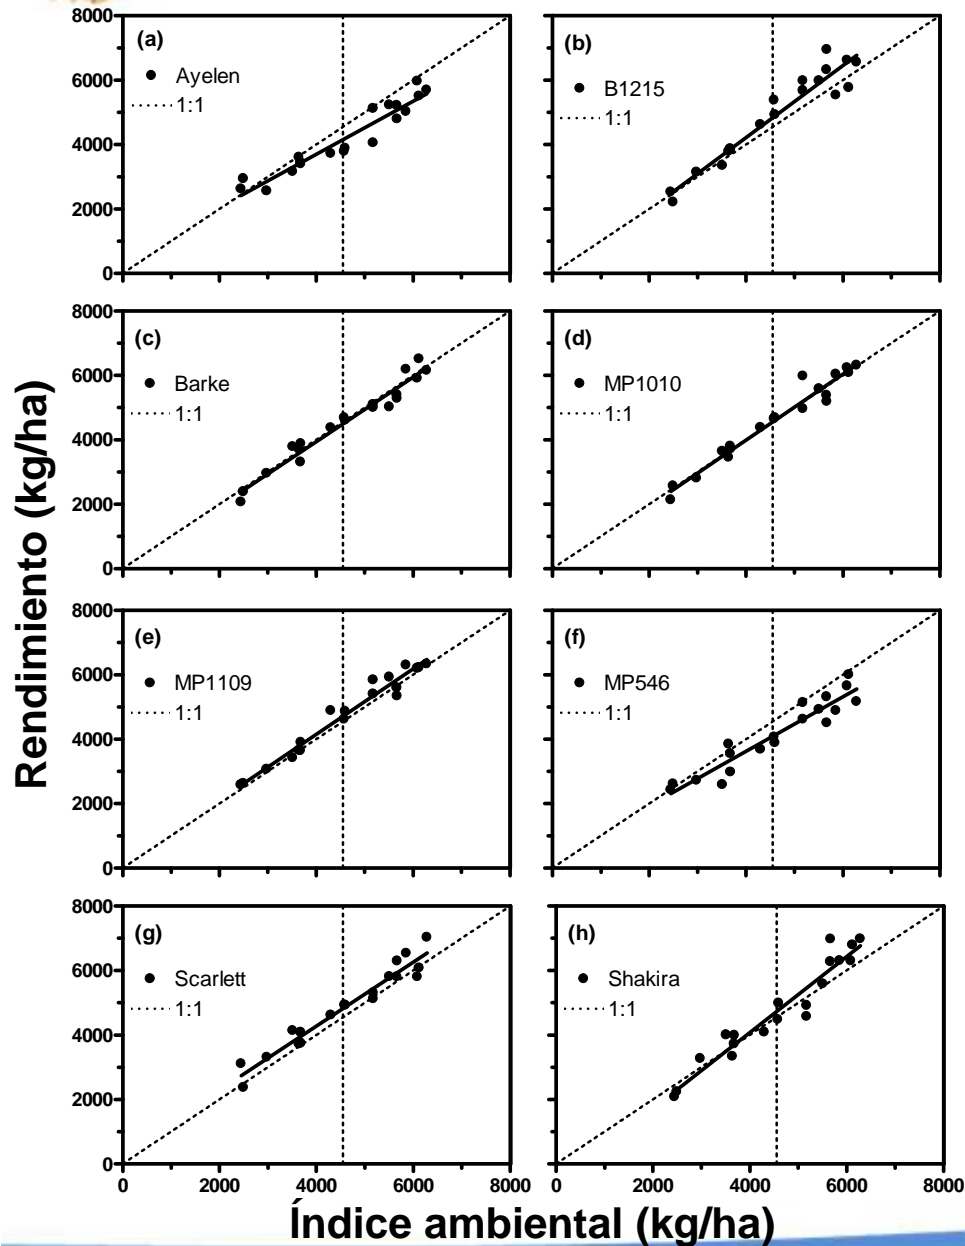 Rendimiento (kg/ha)
8000
6000
4000
2000
0
(a)
Ayelen
1:1
(b)
B1215
1:1
8000
6000
4000
2000
0
(c)
Barke
1:1
(d)
MP1010
1:1
8000
6000
4000
2000
0
(e)
MP1109
1:1
(f)
MP546
1:1
8000
6000
4000
2000
0
(g)
Scarlett
1:1
(h)
Shakira
1:1
0 2000 4000 6000 8000 0 2000 4000 6000 8000
Índice ambiental (kg/ha)